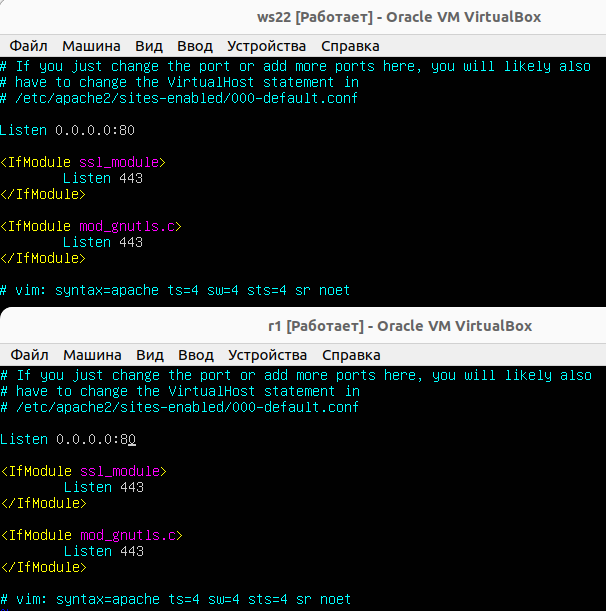 ws22 [Работает] - Oracle VM VirtualBox
Файл Машина Вид Ввод Устройства Справка
# If you just change the port or add more ports here, you will likely also
# have to change the VirtualHost statement in
# /etc/apache2/sites-enabled/000-default.conf
Listen 0.0.0.0:80
<IfModule ssl_module>
Listen 443
</IfModule>
<IfModule mod_gnutls.c>
Listen 443
</IfModule>
# vim: syntax=apache ts=4 sw=4 sts=4 sr noet
r1 [Работает] - Oracle VM VirtualBox
Файл Машина Вид Ввод Устройства Справка
# If you just change the port or add more ports here, you will likely also
# have to change the VirtualHost statement in
# /etc/apache2/sites-enabled/000-default.conf
Listen 0.0.0.0:80
<IfModule ssl_module>
Listen 443
</IfModule>
<IfModule mod_gnutls.c>
Listen 443
</IfModule>
# vim: syntax=apache ts=4 sw=4 sts=4 sr noet